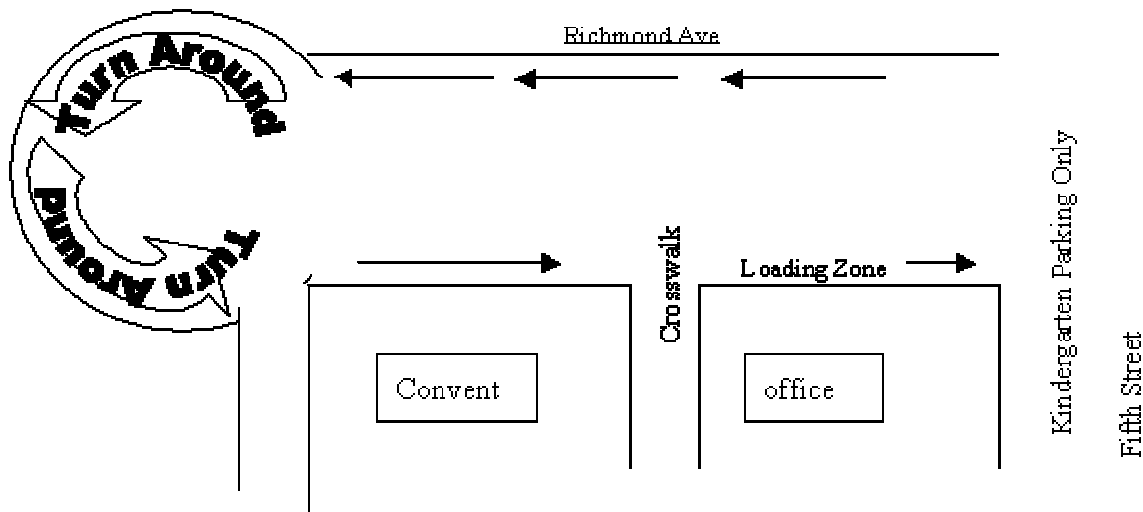 Richmond Ave
Turn Around
Turn Around
Crosswalk
Loading Zone
Convent
office
Kindergarten Parking Only
Fifth Street